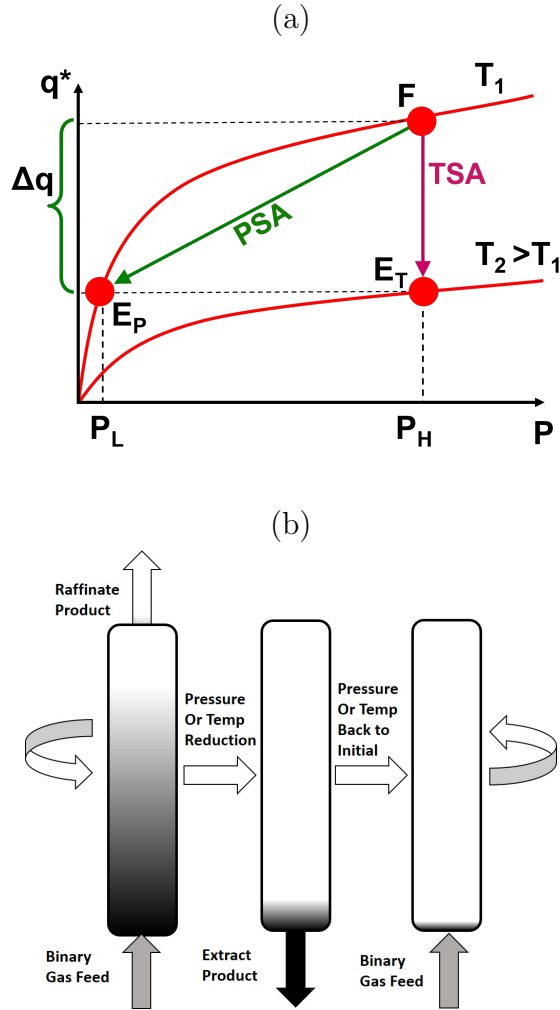 (a)
q*
T1
F
Δq
PSA
TSA
T2 >T1
EP
ET
PL
PH
P
(b)
Raffinate
Product
Pressure
Or Temp
Reduction
Pressure
Or Temp
Back to
Initial
Binary
Gas Feed
Extract
Product
Binary
Gas Feed